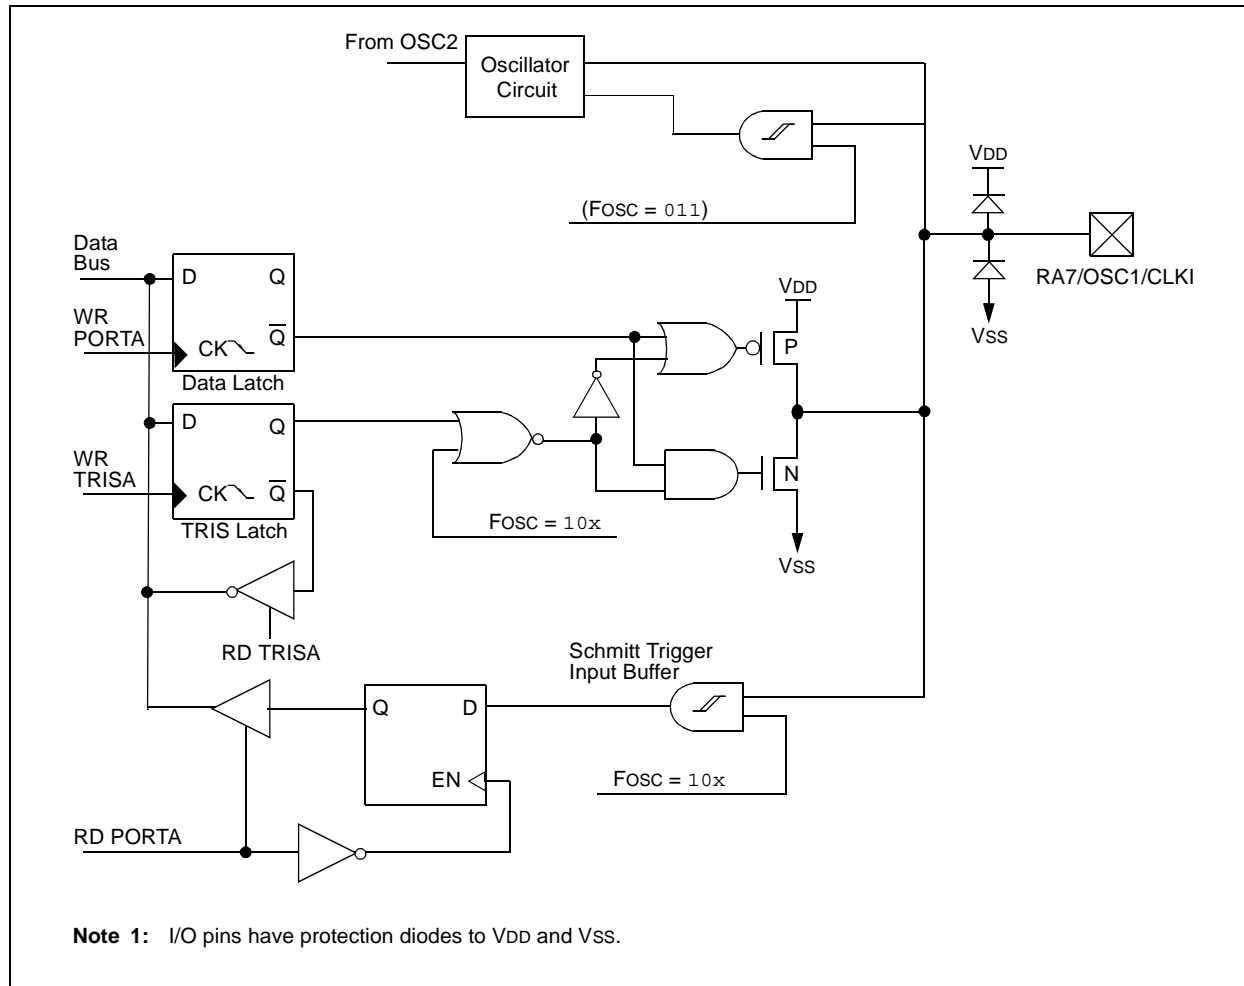 From OSC2
Oscillator
Circuit
VDD
(FOSC = 011)
RA7/OSC1/CLKI
VSS
Data
Bus
D
Q
WR
PORTA
CK
Q
Data Latch
VDD
P
D
Q
WR
TRISA
CK
Q
TRIS Latch
N
FOSC = 10x
VSS
RD TRISA
Schmitt Trigger
Input Buffer
Q
D
EN
FOSC = 10x
RD PORTA
Note 1: I/O pins have protection diodes to VDD and VSS.